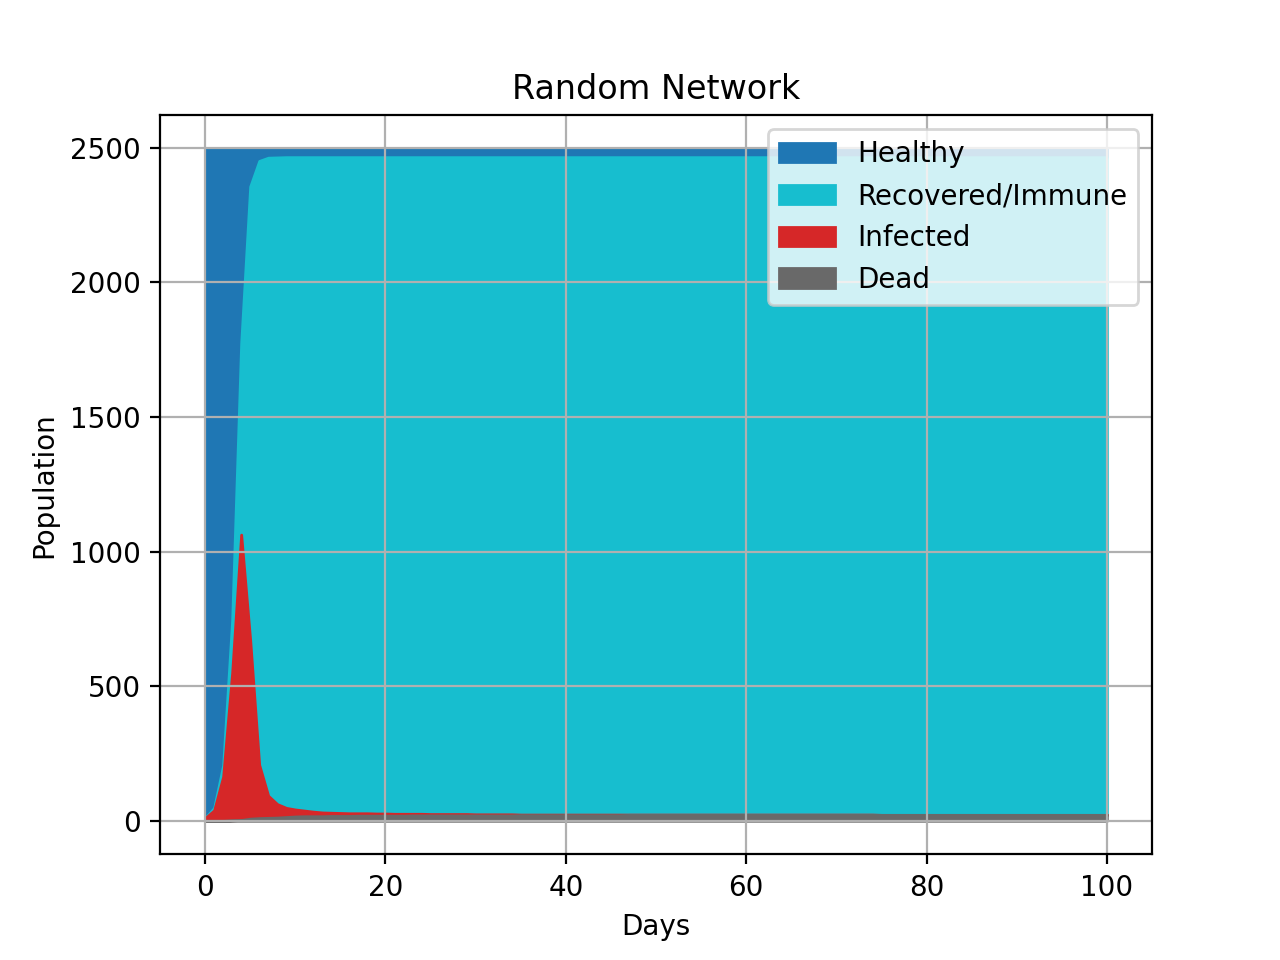 Random Network
2500
2000
1500
1000
500
0
Population
Healthy
Recovered/Immune
Infected
Dead
0 20 40 60 80 100
Days